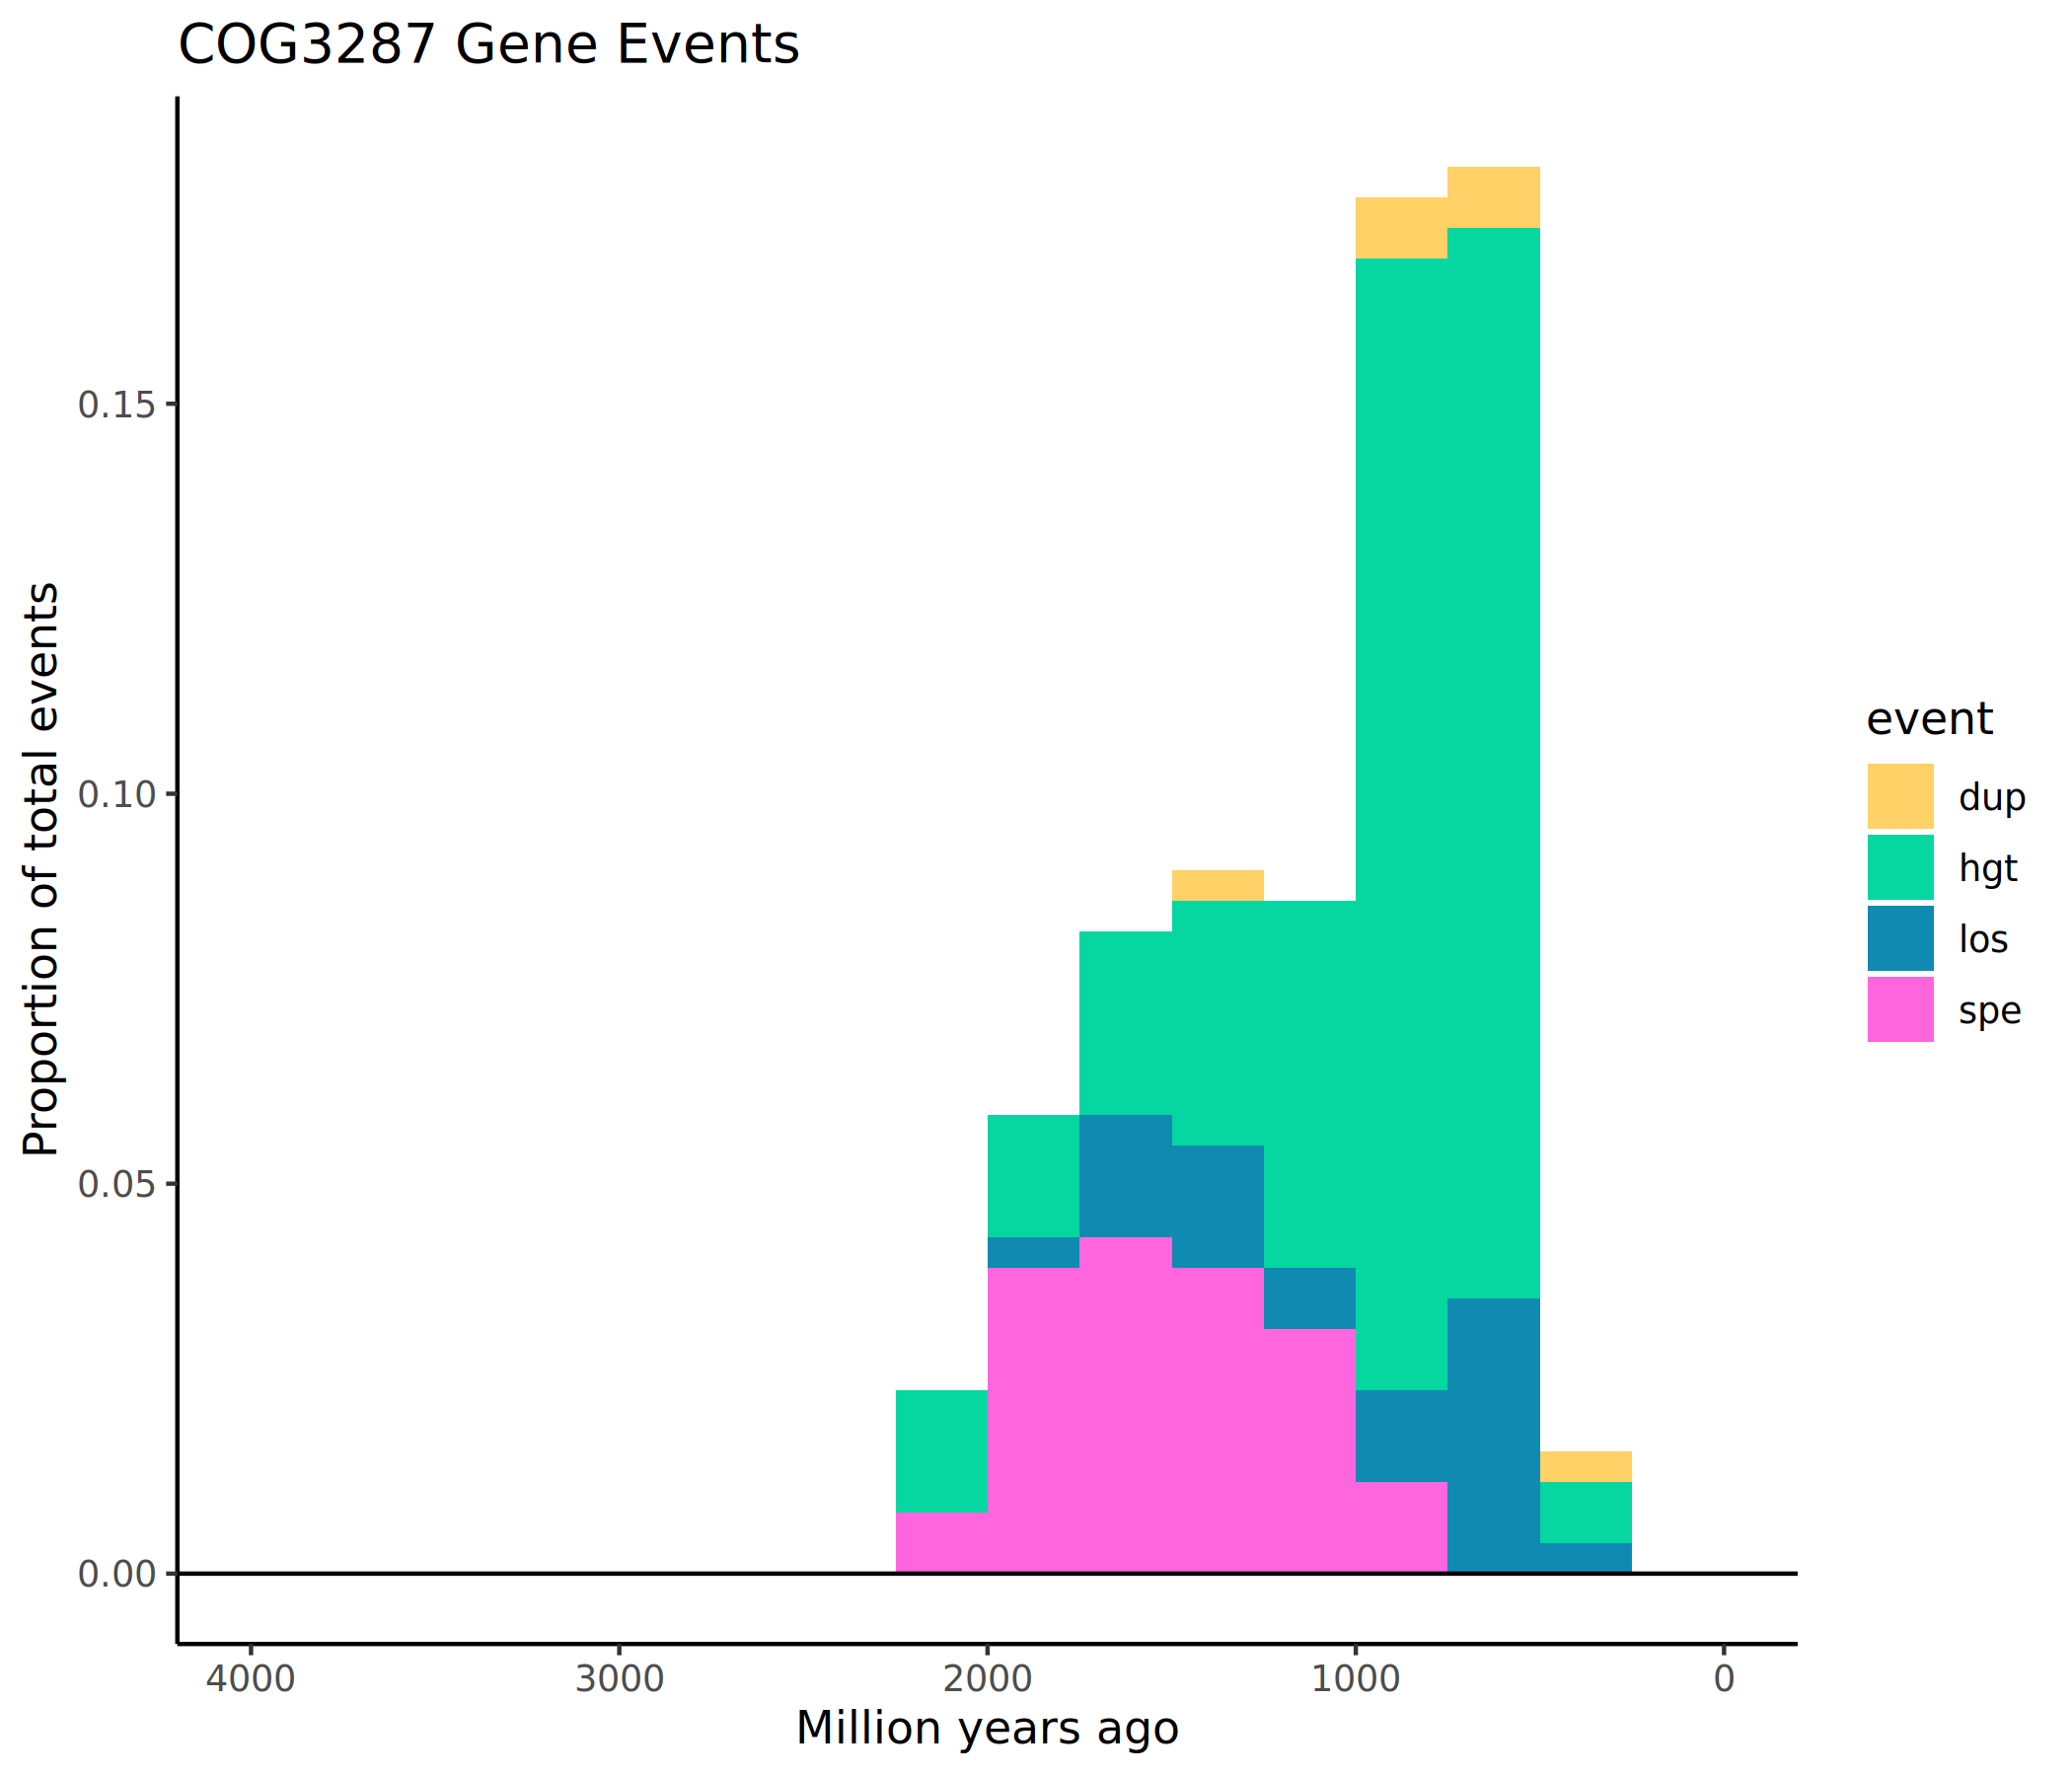 COG3287 Gene Events
Proportion of total events
0.15
0.10
0.05
0.00
4000 3000 2000 1000 0
Million years ago
event
dup
hgt
los
spe